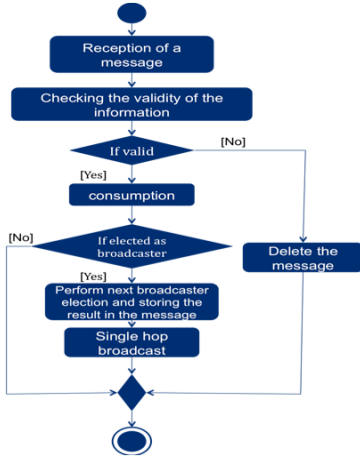 Reception of a
message
Checking the validity of the
information
If valid
[No]
[Yes]
consumption
[No]
If elected as
broadcaster
Delete the
message
[Yes]
Perform next broadcaster
election and storing the
result in the message
Single hop
broadcast